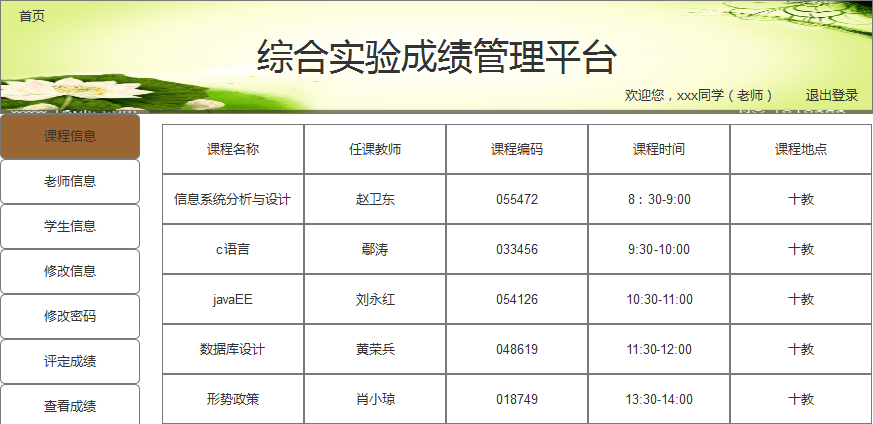 首页
综合实验成绩管理平台
欢迎您，xxx同学（老师） 退出登录
课程信息
老师信息
学生信息
修改信息
修改密码
评定成绩
查看成绩
课程名称 任课教师 课程编码 课程时间 课程地点
信息系统分析与设计 赵卫东 055472 8：30-9:00 十教
c语言 鄢涛 033456 9:30-10:00 十教
javaEE 刘永红 054126 10:30-11:00 十教
数据库设计 黄荣兵 048619 11:30-12:00 十教
形势政策 肖小琼 018749 13:30-14:00 十教